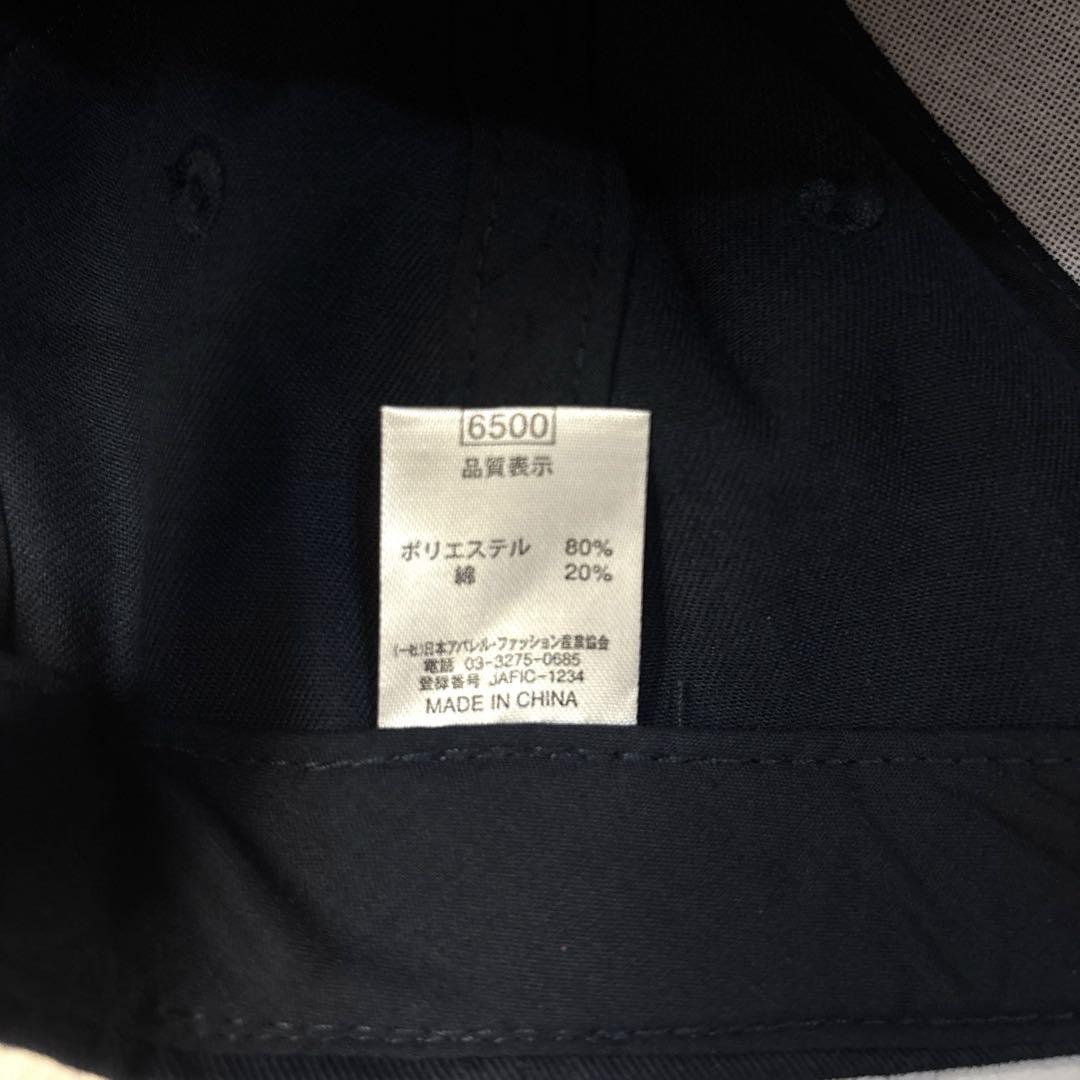 6500
品質表示
ポリエステル 80%
綿 20%
(一社)日本アパレル・ファッション産業協会
電話 03-3275-0685
登録番号 JAFIC-1234
MADE IN CHINA